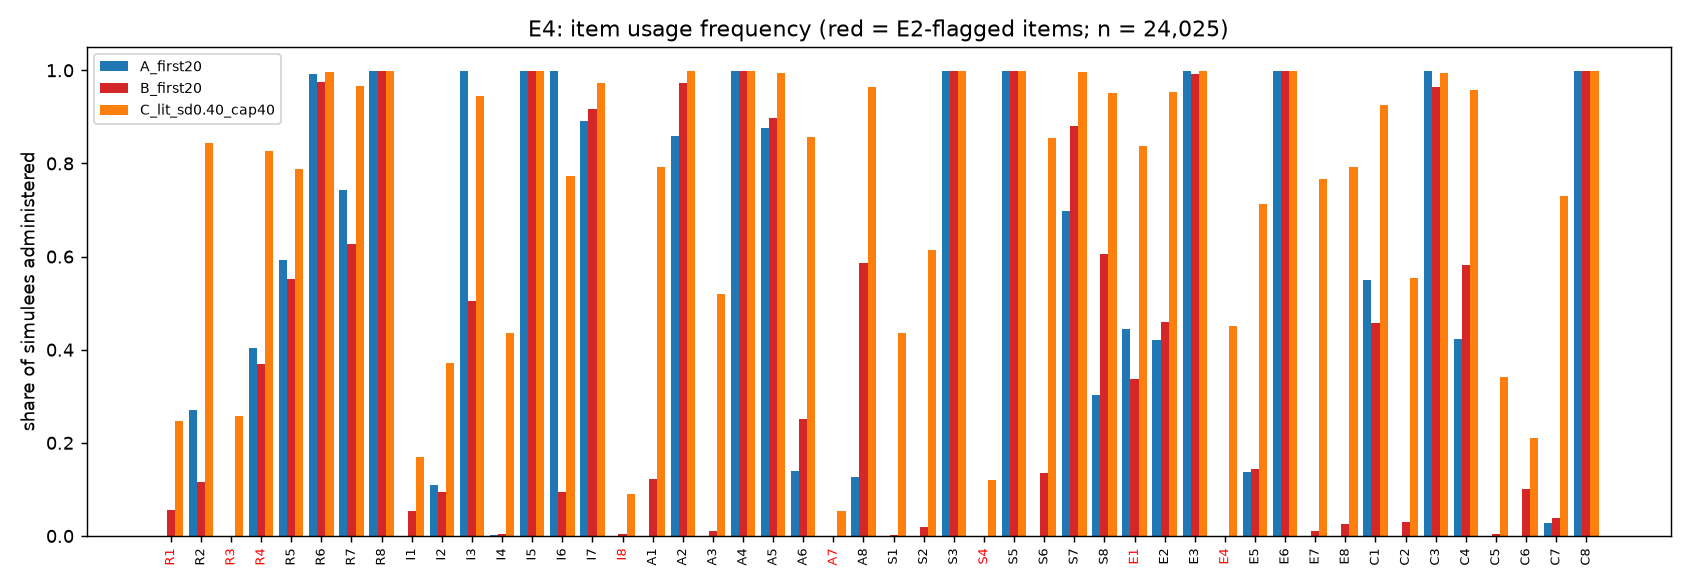 E4: item usage frequency (red = E2-flagged items; n = 24,025)
A_first20
B_first20
C_lit_sd0.40_cap40
share of simulees administered
1.0
0.8
0.6
0.4
0.2
0.0
R1 R2 R3 R4 R5 R6 R7 R8 I1 I2 I3 I4 I5 I6 I7 I8 A1 A2 A3 A4 A5 A6 A7 A8 S1 S2 S3 S4 S5 S6 S7 S8 E1 E2 E3 E4 E5 E6 E7 E8 C1 C2 C3 C4 C5 C6 C7 C8